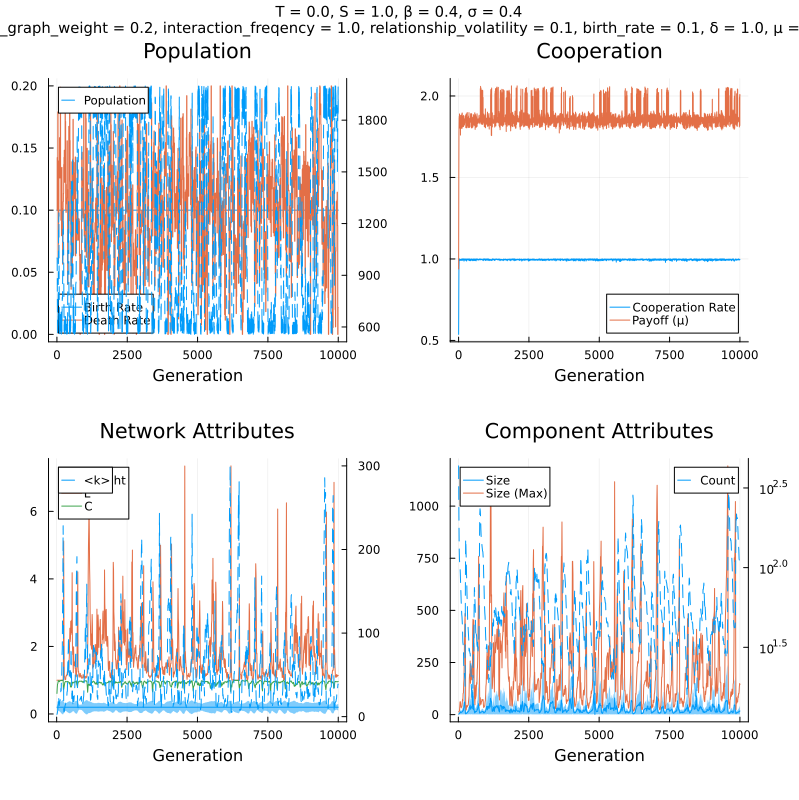 T = 0.0, S = 1.0, β = 0.4, σ = 0.4
_graph_weight = 0.2, interaction_freqency = 1.0, relationship_volatility = 0.1, birth_rate = 0.1, δ = 1.0, μ =
Population
Cooperation
0.20
0.15
0.10
0.05
0.00
Population
Birth Rate
Death Rate
1800
1500
1200
900
600
0
2500
5000
7500
10000
Generation
2.0
1.5
1.0
0.5
Cooperation Rate
Payoff (μ)
0
2500
5000
7500
10000
Generation
Network Attributes
Component Attributes
6
4
2
0
<k> ht
L
C
300
200
100
0
0
2500
5000
7500
10000
Generation
1000
750
500
250
0
Size
Size (Max)
Count
10^2.5
10^2.0
10^1.5
0
2500
5000
7500
10000
Generation